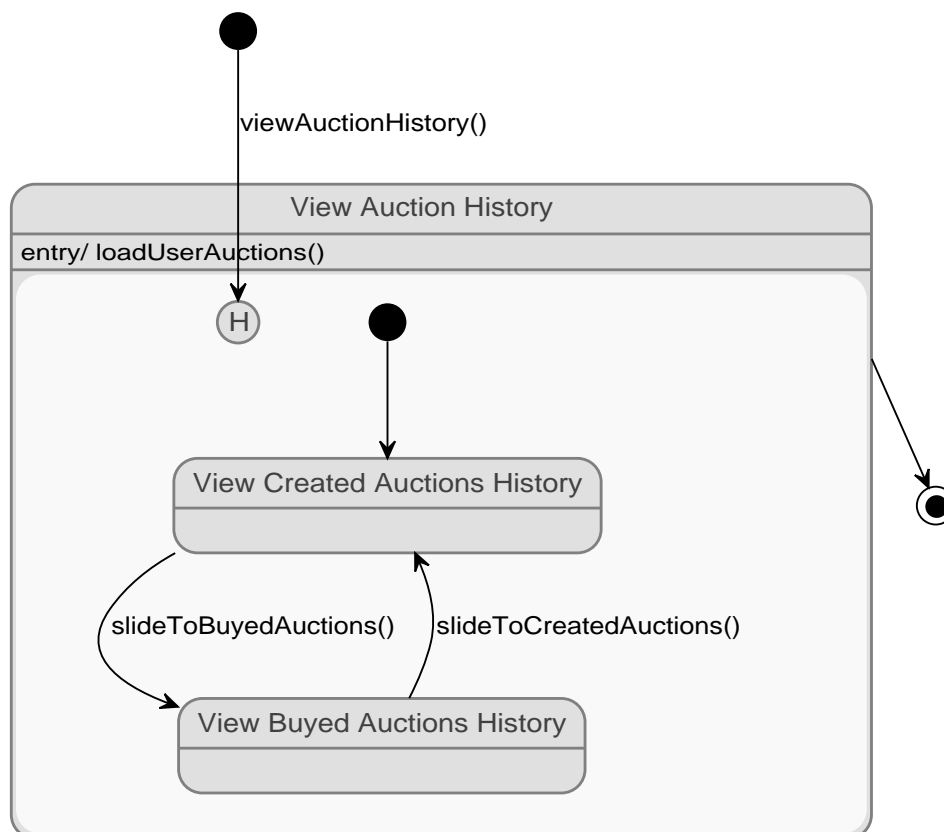 viewAuctionHistory()
View Auction History
entry/ loadUserAuctions()
H
View Created Auctions History
slideToBuyedAuctions()
slideToCreatedAuctions()
View Buyed Auctions History